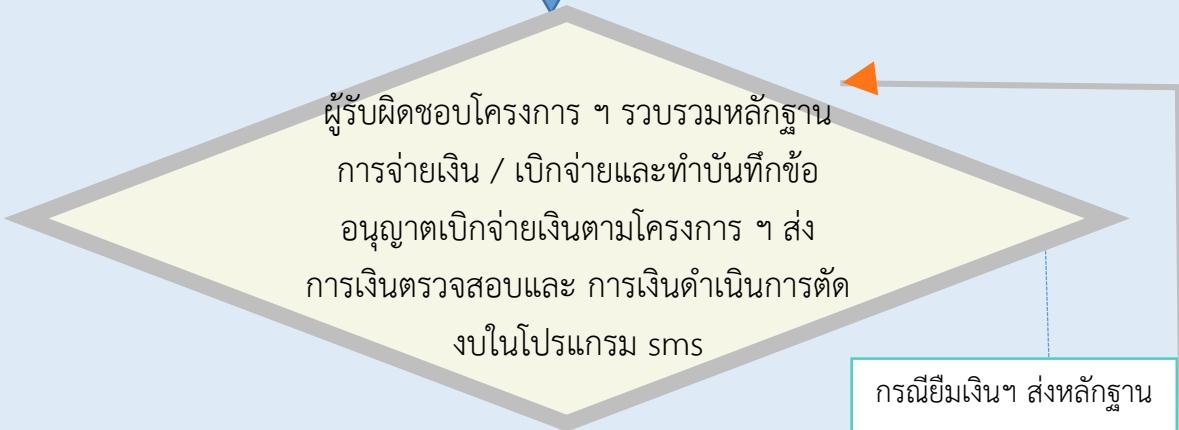 ผู้รับผิดชอบโครงการ ฯ รวบรวมหลักฐาน
การจ่ายเงิน / เบิกจ่ายและทำบันทึกข้อ
อนุญาตเบิกจ่ายเงินตามโครงการ ฯ ส่ง
การเงินตรวจสอบและ การเงินดำเนินการตัด
งบในโปรแกรม sms
กรณียืมเงินฯ ส่งหลักฐาน